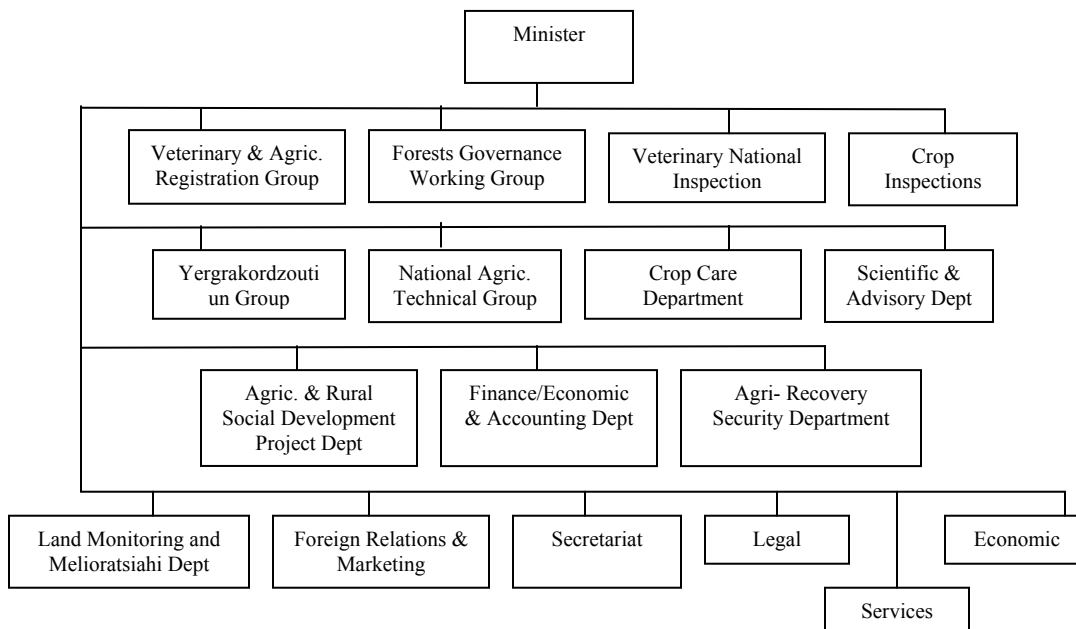 Minister
Veterinary & Agric.
Registration Group
Forests Governance
Working Group
Veterinary National
Inspection
Crop
Inspections
Yergrakordzouti
un Group
National Agric.
Technical Group
Crop Care
Department
Scientific &
Advisory Dept
Agric. & Rural
Social Development
Project Dept
Finance/Economic
& Accounting Dept
Agri- Recovery
Security Department
Land Monitoring and
Melioratsiahi Dept
Foreign Relations &
Marketing
Secretariat
Legal
Economic
Services